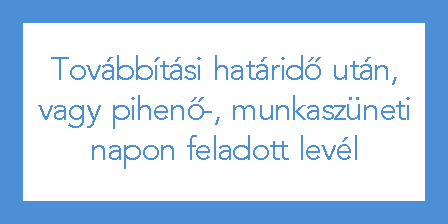 Továbbítási határidő után,
vagy pihenő-, munkaszüneti
napon feladott levél